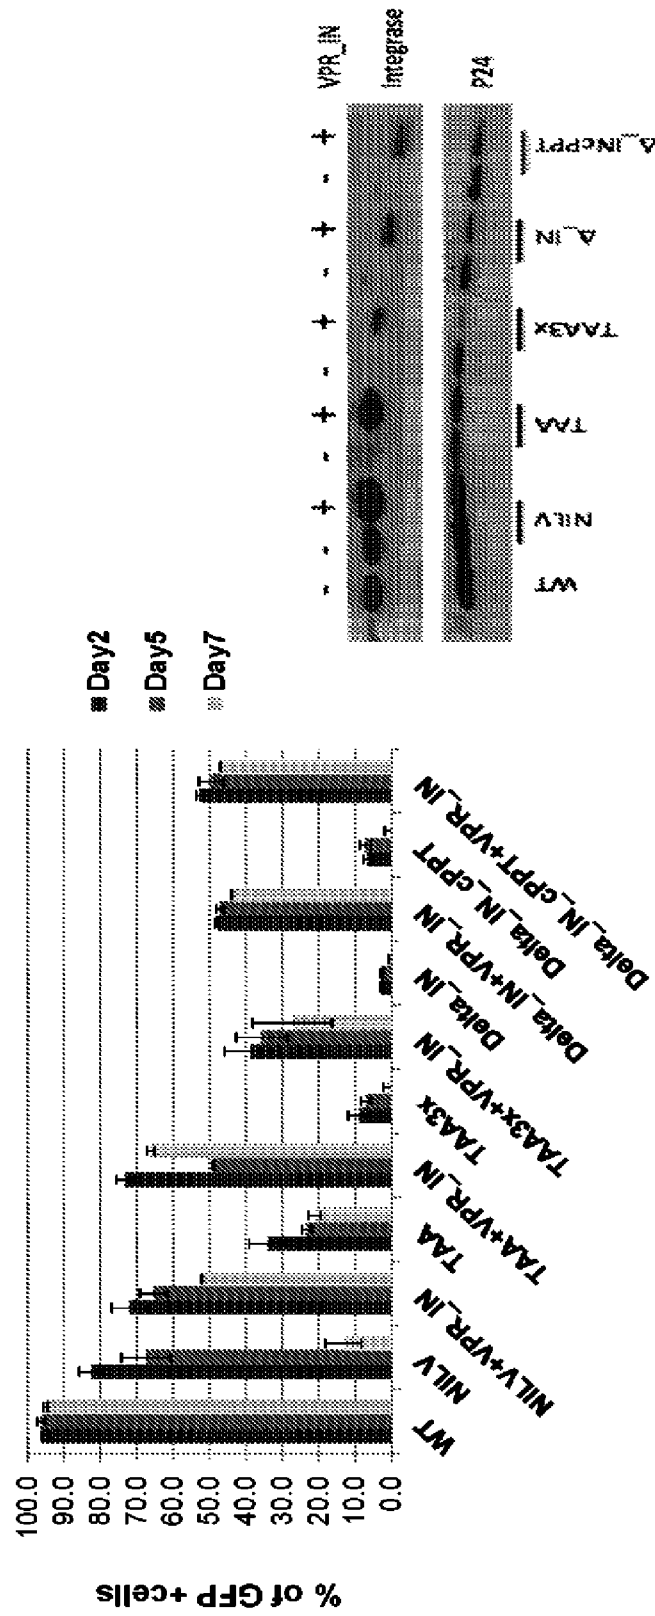 % of GFP +cells
100.0
90.0
80.0
70.0
60.0
50.0
40.0
30.0
20.0
10.0
0.0
WT
NILV
NILV+VPR_IN
TAA
TAA+VPR_IN
TAA3x
TAA3x+VPR_IN
Delta_IN
Delta_IN+VPR_IN
Delta_IN_cPPT
Delta_IN_cPPT+VPR_IN
Day2
Day5
Day7
- - + - + - + - + - + VPR_IN
Integrase
P24
WT NILV TAA TAA3x Δ_IN Δ_INcPPT